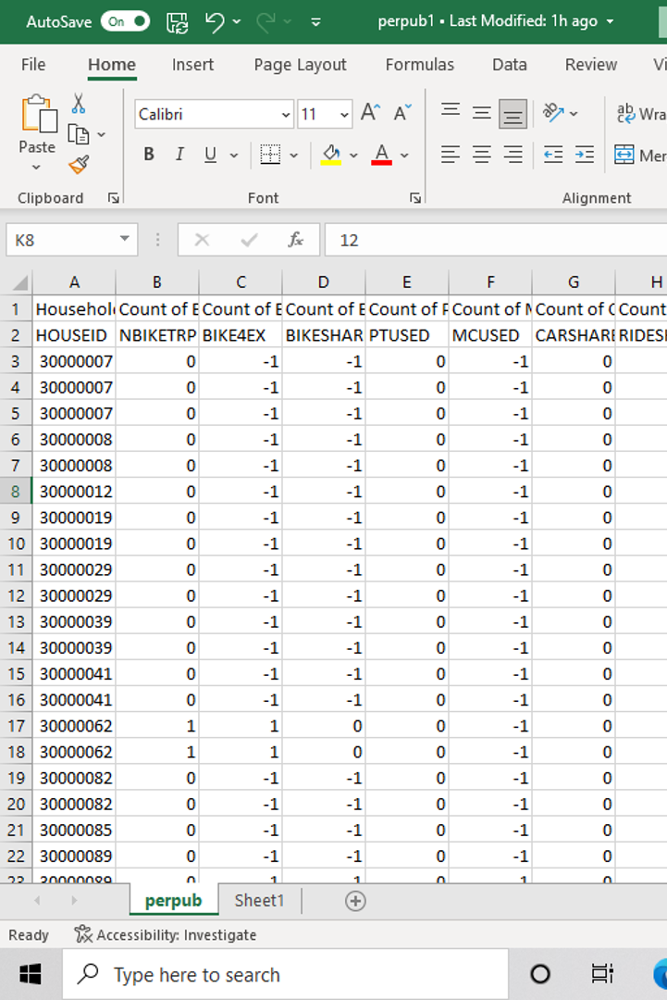 AutoSave On perpub1 • Last Modified: 1h ago
File Home Insert Page Layout Formulas Data Review Vi
Calibri 11 A A ab Wra
Paste B I U A Mer
Clipboard Font Alignment
K8 fx 12
A B C D E F G H
1 Househol Count of B Count of B Count of B Count of P Count of M Count of C Count
2 HOUSEID NBIKETRP BIKE4EX BIKESHAR PTUSED MCUSED CARSHARE RIDESH
3 30000007 0 -1 -1 0 -1 0
4 30000007 0 -1 -1 0 -1 0
5 30000007 0 -1 -1 0 -1 0
6 30000008 0 -1 -1 0 -1 0
7 30000008 0 -1 -1 0 -1 0
8 30000012 0 -1 -1 0 -1 0
9 30000019 0 -1 -1 0 -1 0
10 30000019 0 -1 -1 0 -1 0
11 30000029 0 -1 -1 0 -1 0
12 30000029 0 -1 -1 0 -1 0
13 30000039 0 -1 -1 0 -1 0
14 30000039 0 -1 -1 0 -1 0
15 30000041 0 -1 -1 0 -1 0
16 30000041 0 -1 -1 0 -1 0
17 30000062 1 1 0 0 -1 0
18 30000062 1 1 0 0 -1 0
19 30000082 0 -1 -1 0 -1 0
20 30000082 0 -1 -1 0 -1 0
21 30000085 0 -1 -1 0 -1 0
22 30000089 0 -1 -1 0 -1 0
23 30000089 0 1 1 0 1 0
perpub Sheet1
Ready Accessibility: Investigate
Type here to search